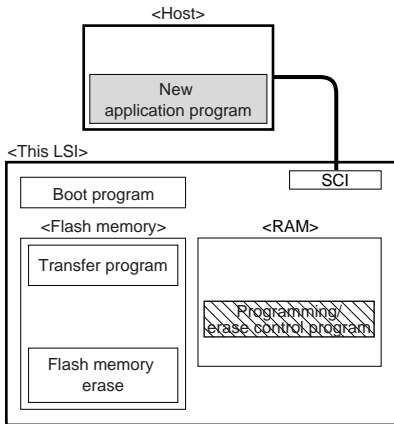 <Host>
New
application program
<This LSI>
SCI
Boot program
<Flash memory>
<RAM>
Transfer program
Programming/
erase control program
Flash memory
erase